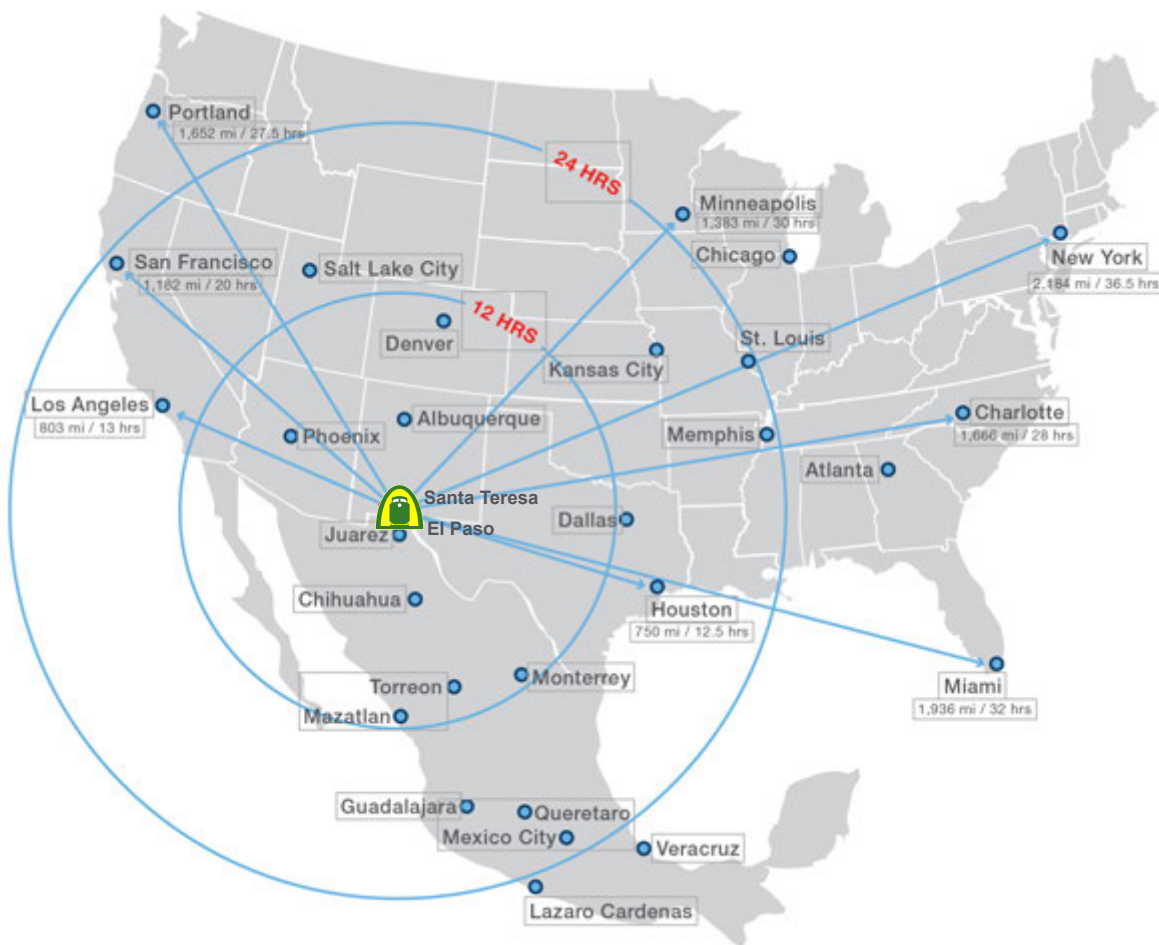 Portland
1,652 mi / 27.5 hrs
24 HRS
Minneapolis
1,383 mi / 30 hrs
San Francisco
1,182 mi / 20 hrs
Salt Lake City
Chicago
New York
2,184 mi / 36.5 hrs
12 HRS
Denver
St. Louis
Kansas City
Los Angeles
803 mi / 13 hrs
Albuquerque
Phoenix
Memphis
Charlotte
1,666 mi / 28 hrs
Atlanta
Santa Teresa
El Paso
Juarez
Dallas
Chihuahua
Houston
750 mi / 12.5 hrs
Torreon
Monterrey
Mazatlan
Miami
1,936 mi / 32 hrs
Guadalajara
Queretaro
Mexico City
Veracruz
Lazaro Cardenas